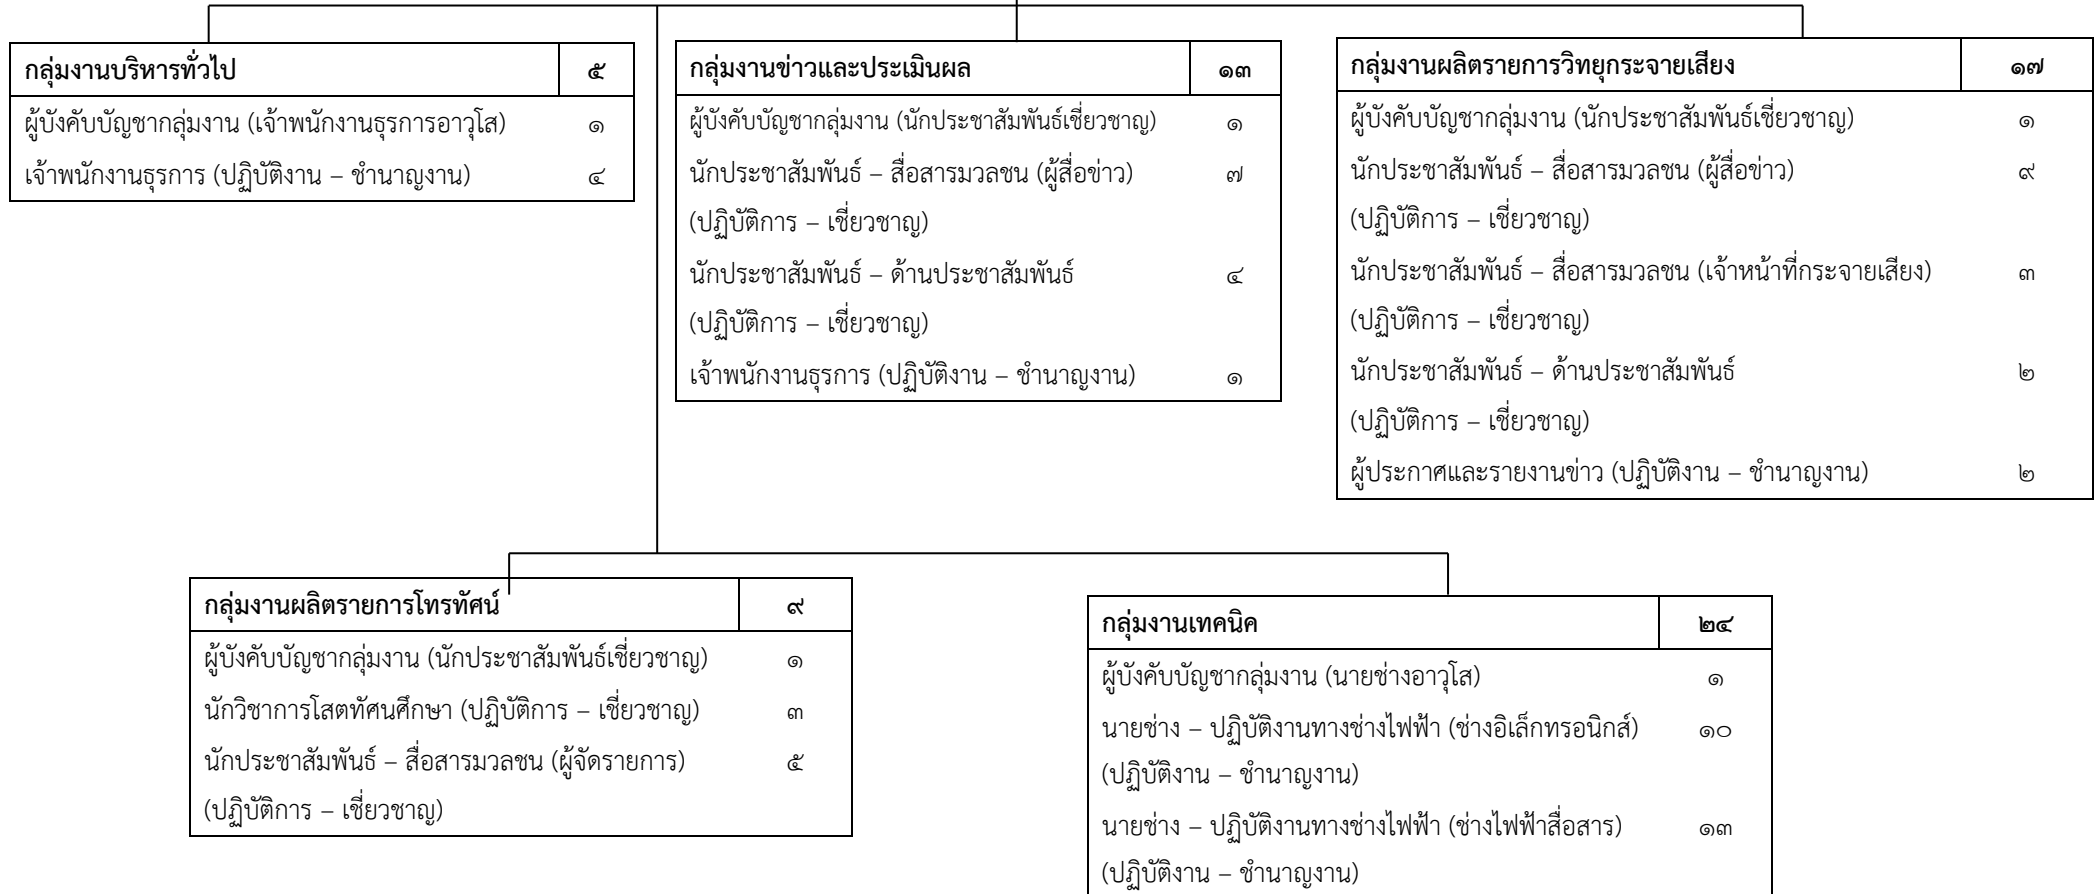 กลุ่มงานบริหารทั่วไป ๕
ผู้บังคับบัญชากลุ่มงาน (เจ้าพนักงานธุรการอาวุโส) ๑
เจ้าพนักงานธุรการ (ปฏิบัติงาน – ชำนาญงาน) ๔
กลุ่มงานข่าวและประเมินผล ๑๓
ผู้บังคับบัญชากลุ่มงาน (นักประชาสัมพันธ์เชี่ยวชาญ) ๑
นักประชาสัมพันธ์ – สื่อสารมวลชน (ผู้สื่อข่าว) ๗
(ปฏิบัติการ – เชี่ยวชาญ)
นักประชาสัมพันธ์ – ด้านประชาสัมพันธ์ ๔
(ปฏิบัติการ – เชี่ยวชาญ)
เจ้าพนักงานธุรการ (ปฏิบัติงาน – ชำนาญงาน) ๑
กลุ่มงานผลิตรายการวิทยุกระจายเสียง ๑๗
ผู้บังคับบัญชากลุ่มงาน (นักประชาสัมพันธ์เชี่ยวชาญ) ๑
นักประชาสัมพันธ์ – สื่อสารมวลชน (ผู้สื่อข่าว) ๙
(ปฏิบัติการ – เชี่ยวชาญ)
นักประชาสัมพันธ์ – สื่อสารมวลชน (เจ้าหน้าที่กระจายเสียง) ๓
(ปฏิบัติการ – เชี่ยวชาญ)
นักประชาสัมพันธ์ – ด้านประชาสัมพันธ์ ๒
(ปฏิบัติการ – เชี่ยวชาญ)
ผู้ประกาศและรายงานข่าว (ปฏิบัติงาน – ชำนาญงาน) ๒
กลุ่มงานผลิตรายการโทรทัศน์ ๙
ผู้บังคับบัญชากลุ่มงาน (นักประชาสัมพันธ์เชี่ยวชาญ) ๑
นักวิชาการโสตทัศนศึกษา (ปฏิบัติการ – เชี่ยวชาญ) ๓
นักประชาสัมพันธ์ – สื่อสารมวลชน (ผู้จัดรายการ) ๕
(ปฏิบัติการ – เชี่ยวชาญ)
กลุ่มงานเทคนิค ๒๔
ผู้บังคับบัญชากลุ่มงาน (นายช่างอาวุโส) ๑
นายช่าง – ปฏิบัติงานทางช่างไฟฟ้า (ช่างอิเล็กทรอนิกส์) ๑๐
(ปฏิบัติงาน – ชำนาญงาน)
นายช่าง – ปฏิบัติงานทางช่างไฟฟ้า (ช่างไฟฟ้าสื่อสาร) ๑๓
(ปฏิบัติงาน – ชำนาญงาน)